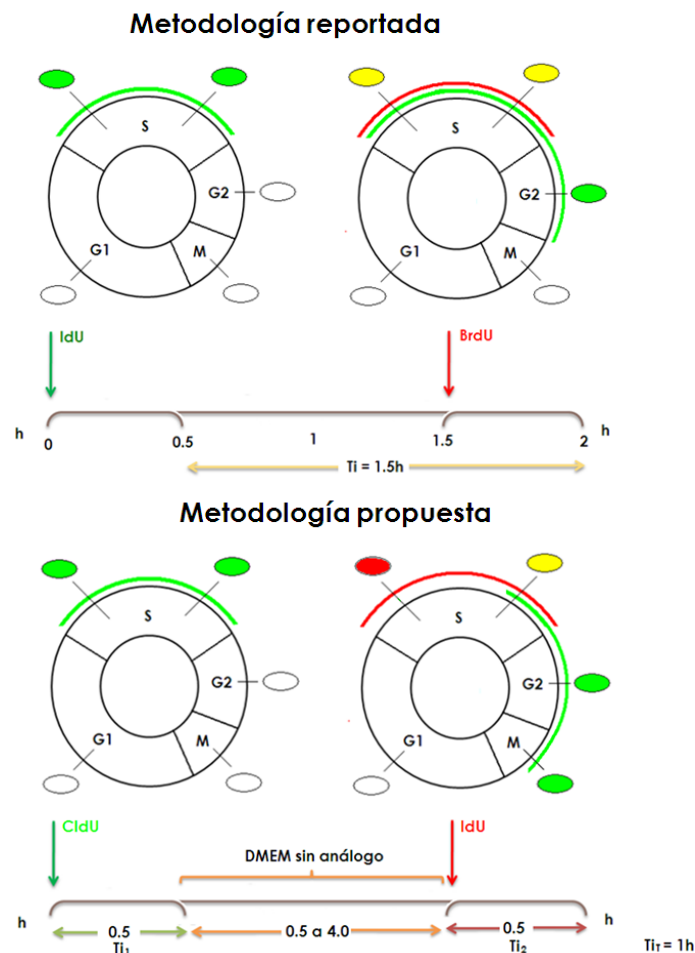 Metodología reportada
S
S
G2
G2
G1
M
G1
M
IdU
BrdU
h
0
0.5
1
1.5
2
h
Ti = 1.5h
Metodología propuesta
S
S
G2
G2
G1
M
G1
M
CldU
IdU
DMEM sin análogo
h
0.5
0.5 a 4.0
0.5
h
Ti1
Ti2
TiT = 1h